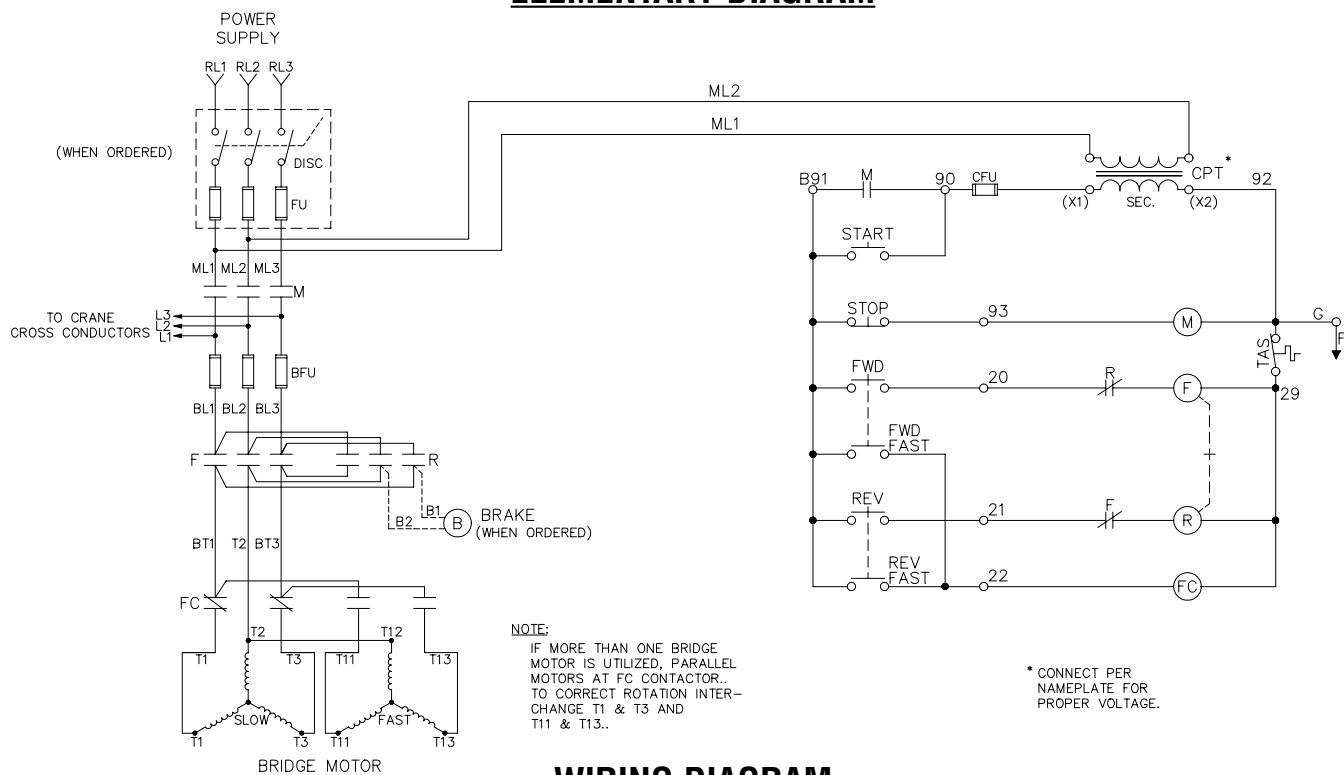 ELEMENTARY DIAGRAM
POWER
SUPPLY
RL1 RL2 RL3
(WHEN ORDERED)
DISC
FU
ML2
ML1
B91 M 90 CFU
CPT *
92
(X1) SEC. (X2)
START
ML1 ML2 ML3
M
TO CRANE
CROSS CONDUCTORS
L3
L2
L1
STOP 93 M G
TAS
BFU
FWD 20 R F 29
BL1 BL2 BL3
FWD
FAST
F R
B1
B2
B BRAKE
(WHEN ORDERED)
REV 21 F R
BT1 T2 BT3
REV
FAST 22 FC
FC
T2 T12
T1 T3 T11 T13
SLOW FAST
T1 T3 T11 T13
BRIDGE MOTOR
NOTE:
IF MORE THAN ONE BRIDGE
MOTOR IS UTILIZED, PARALLEL
MOTORS AT FC CONTACTOR..
TO CORRECT ROTATION INTER-
CHANGE T1 & T3 AND
T11 & T13..
* CONNECT PER
NAMEPLATE FOR
PROPER VOLTAGE.
WIRING DIAGRAM